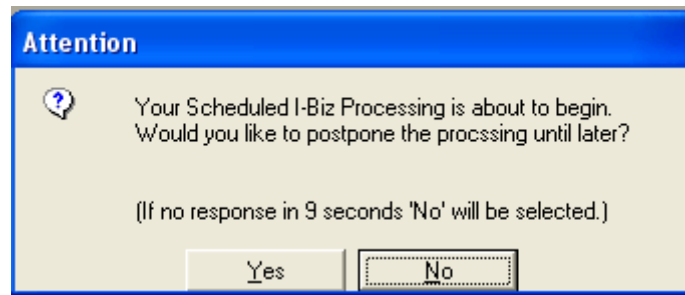 Attention
Your Scheduled I-Biz Processing is about to begin.
Would you like to postpone the procssing until later?
(If no response in 9 seconds 'No' will be selected.)
Yes No